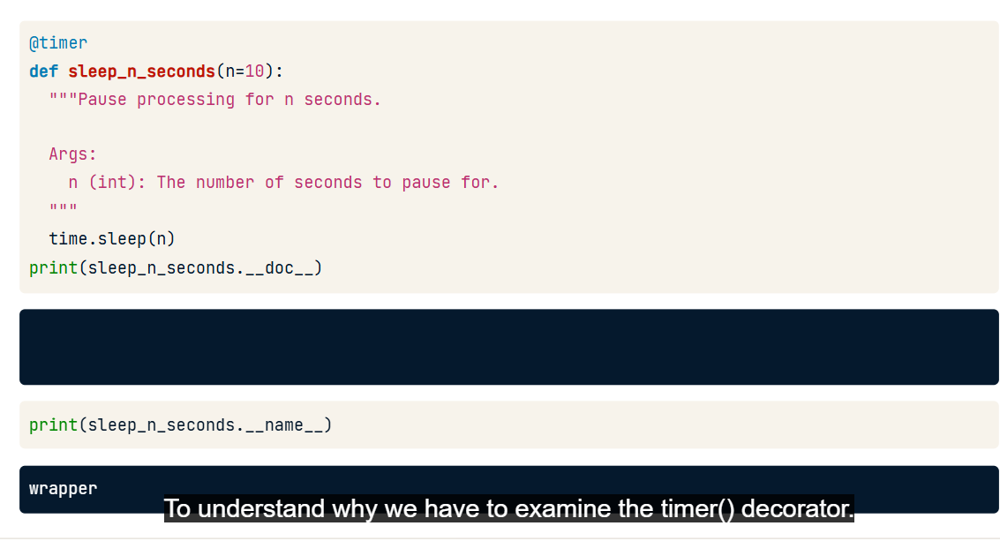 @timer
def sleep_n_seconds(n=10):
"""Pause processing for n seconds.
Args:
n (int): The number of seconds to pause for.
"""
time.sleep(n)
print(sleep_n_seconds.__doc__)
print(sleep_n_seconds.__name__)
wrapper
To understand why we have to examine the timer() decorator.